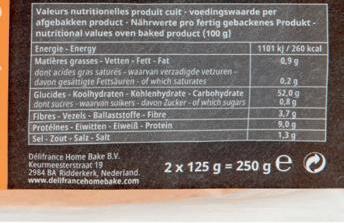 Valeurs nutritionnelles produit cuit - voedingswaarde per
afgebakken product - Nährwerte pro fertig gebackenes Produkt -
nutritional values oven baked product (100 g)
Energie - Energy 1101 kj / 260 kcal
Matières grasses - Vetten - Fett - Fat 0,9 g
dont acides gras saturés - waarvan verzadigde vetzuren -
davon gesättigte Fettsäuren - of which saturates 0,2 g
Glucides - Koolhydraten - Kohlenhydrate - Carbohydrate 52,0 g
dont sucres - waarvan suikers - davon Zucker - of which sugars 0,8 g
Fibres - Vezels - Ballaststoffe - Fibre 3,7 g
Protéines - Eiwitten - Eiweiß - Protein 9,0 g
Sel - Zout - Salz - Salt 1,3 g
Délifrance Home Bake B.V.
Keurmeesterstraat 19
2984 BA Ridderkerk, Nederland.
www.delifrancehomebake.com
2 x 125 g = 250 g e